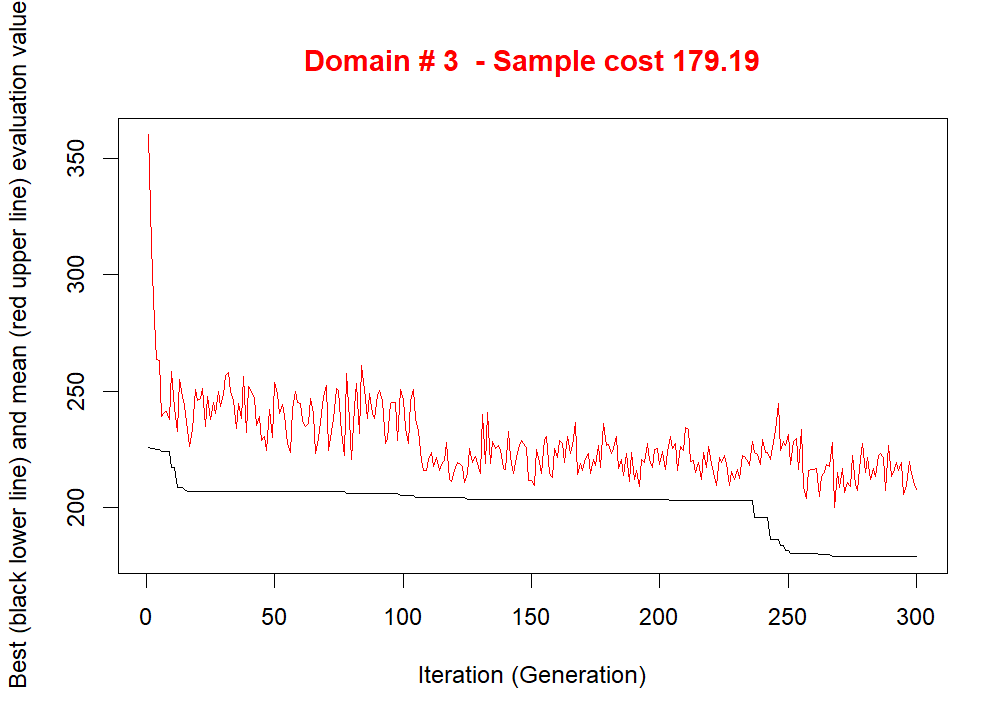 Domain # 3  - Sample cost 179.19
Best (black lower line) and mean (red upper line) evaluation value
350
300
250
200
0 50 100 150 200 250 300
Iteration (Generation)